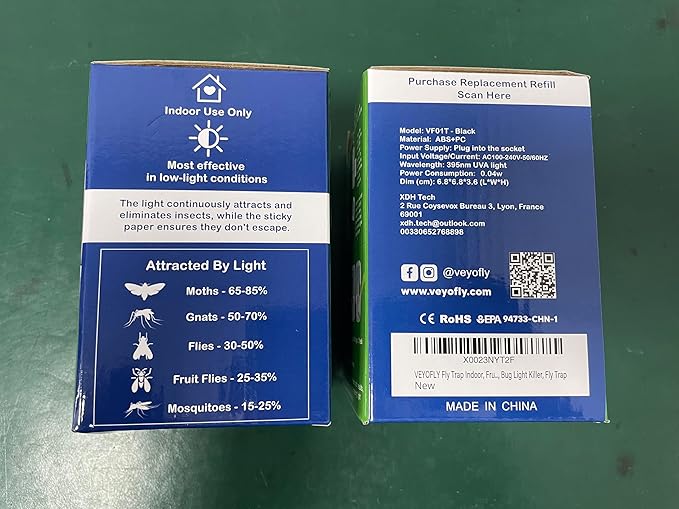 Indoor Use Only
Most effective
in low-light conditions
The light continuously attracts and
eliminates insects, while the sticky
paper ensures they don't escape.
Attracted By Light
Moths - 65-85%
Gnats - 50-70%
Flies - 30-50%
Fruit Flies - 25-35%
Mosquitoes - 15-25%
Purchase Replacement Refill
Scan Here
Model: VF01T - Black
Material: ABS+PC
Power Supply: Plug into the socket
Input Voltage/Current: AC100-240V-50/60HZ
Wavelength: 395nm UVA light
Power Consumption: 0.04w
Dim (cm): 6.8*6.8*3.6 (L*W*H)
XDH Tech
2 Rue Coysevox Bureau 3, Lyon, France
69001
xdh.tech@outlook.com
00330652768898
@veyofly
www.veyofly.com
CE RoHS EPA 94733-CHN-1
X0023NYT2F
VEYOFLY Fly Trap Indoor, Fru... Bug Light Killer, Fly Trap
New
MADE IN CHINA